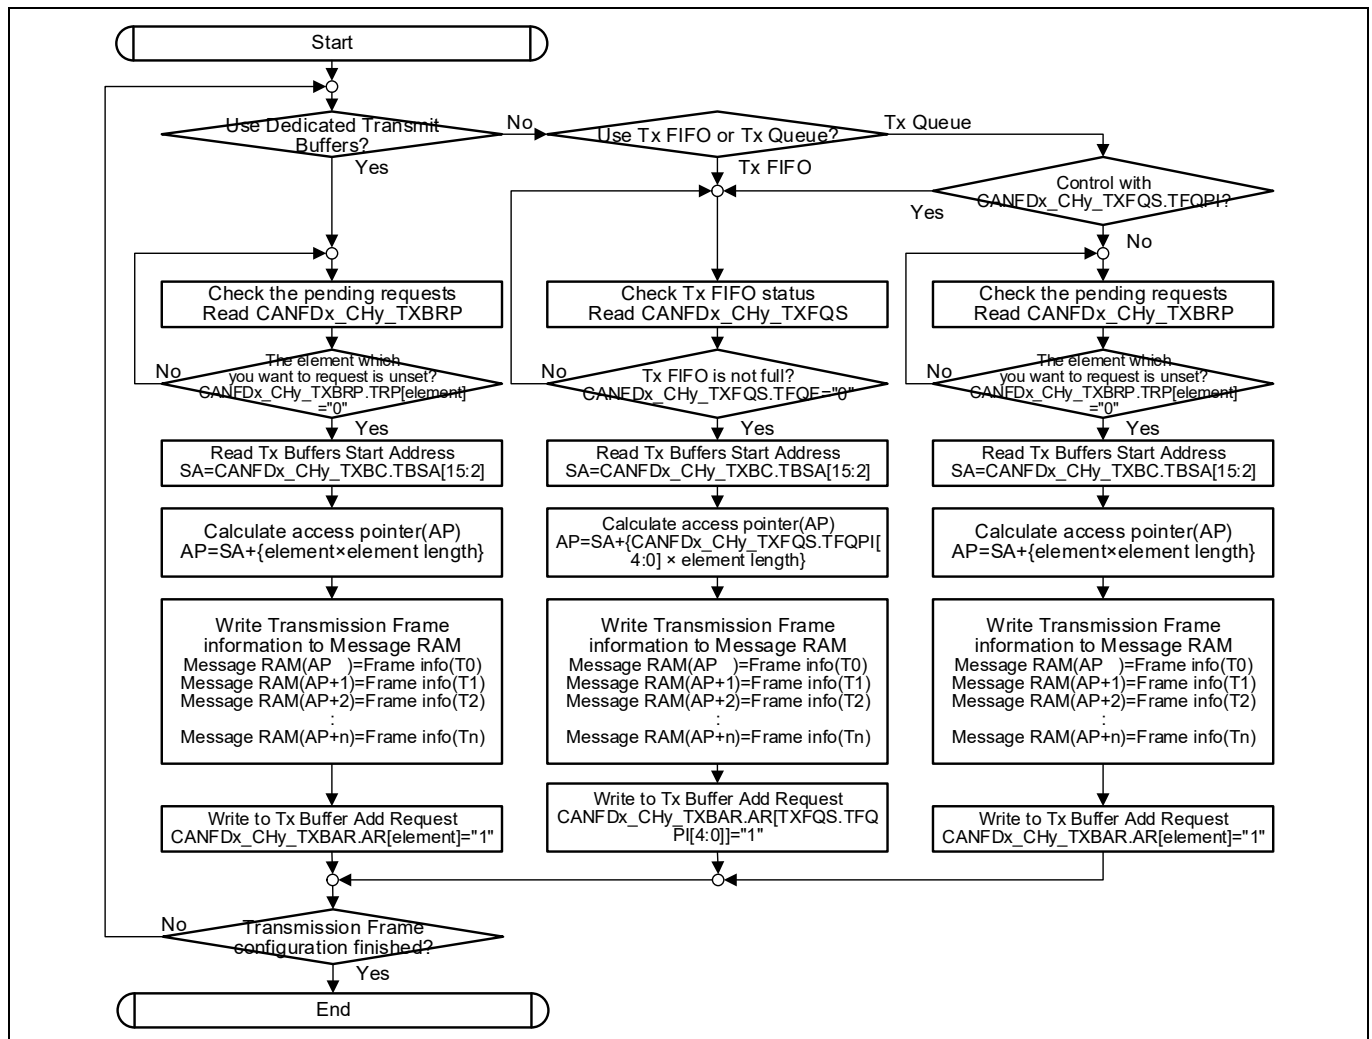 Start
Use Dedicated Transmit
Buffers?
No
Yes
Use Tx FIFO or Tx Queue?
Tx Queue
Tx FIFO
Control with
CANFDx_CHy_TXFQS.TFQPI?
Yes
No
Check the pending requests
Read CANFDx_CHy_TXBRP
Check Tx FIFO status
Read CANFDx_CHy_TXFQS
Check the pending requests
Read CANFDx_CHy_TXBRP
No
The element which
you want to request is unset?
CANFDx_CHy_TXBRP.TRP[element]
="0"
Yes
No
Tx FIFO is not full?
CANFDx_CHy_TXFQS.TFQF="0"
Yes
No
The element which
you want to request is unset?
CANFDx_CHy_TXBRP.TRP[element]
="0"
Yes
Read Tx Buffers Start Address
SA=CANFDx_CHy_TXBC.TBSA[15:2]
Read Tx Buffers Start Address
SA=CANFDx_CHy_TXBC.TBSA[15:2]
Read Tx Buffers Start Address
SA=CANFDx_CHy_TXBC.TBSA[15:2]
Calculate access pointer(AP)
AP=SA+{element×element length}
Calculate access pointer(AP)
AP=SA+{CANFDx_CHy_TXFQS.TFQPI[
4:0] × element length}
Calculate access pointer(AP)
AP=SA+{element×element length}
Write Transmission Frame
information to Message RAM
Message RAM(AP   )=Frame info(T0)
Message RAM(AP+1)=Frame info(T1)
Message RAM(AP+2)=Frame info(T2)
:
Message RAM(AP+n)=Frame info(Tn)
Write Transmission Frame
information to Message RAM
Message RAM(AP   )=Frame info(T0)
Message RAM(AP+1)=Frame info(T1)
Message RAM(AP+2)=Frame info(T2)
:
Message RAM(AP+n)=Frame info(Tn)
Write Transmission Frame
information to Message RAM
Message RAM(AP   )=Frame info(T0)
Message RAM(AP+1)=Frame info(T1)
Message RAM(AP+2)=Frame info(T2)
:
Message RAM(AP+n)=Frame info(Tn)
Write to Tx Buffer Add Request
CANFDx_CHy_TXBAR.AR[element]="1"
Write to Tx Buffer Add Request
CANFDx_CHy_TXBAR.AR[TXFQS.TFQ
PI[4:0]]="1"
Write to Tx Buffer Add Request
CANFDx_CHy_TXBAR.AR[element]="1"
No
Transmission Frame
configuration finished?
Yes
End